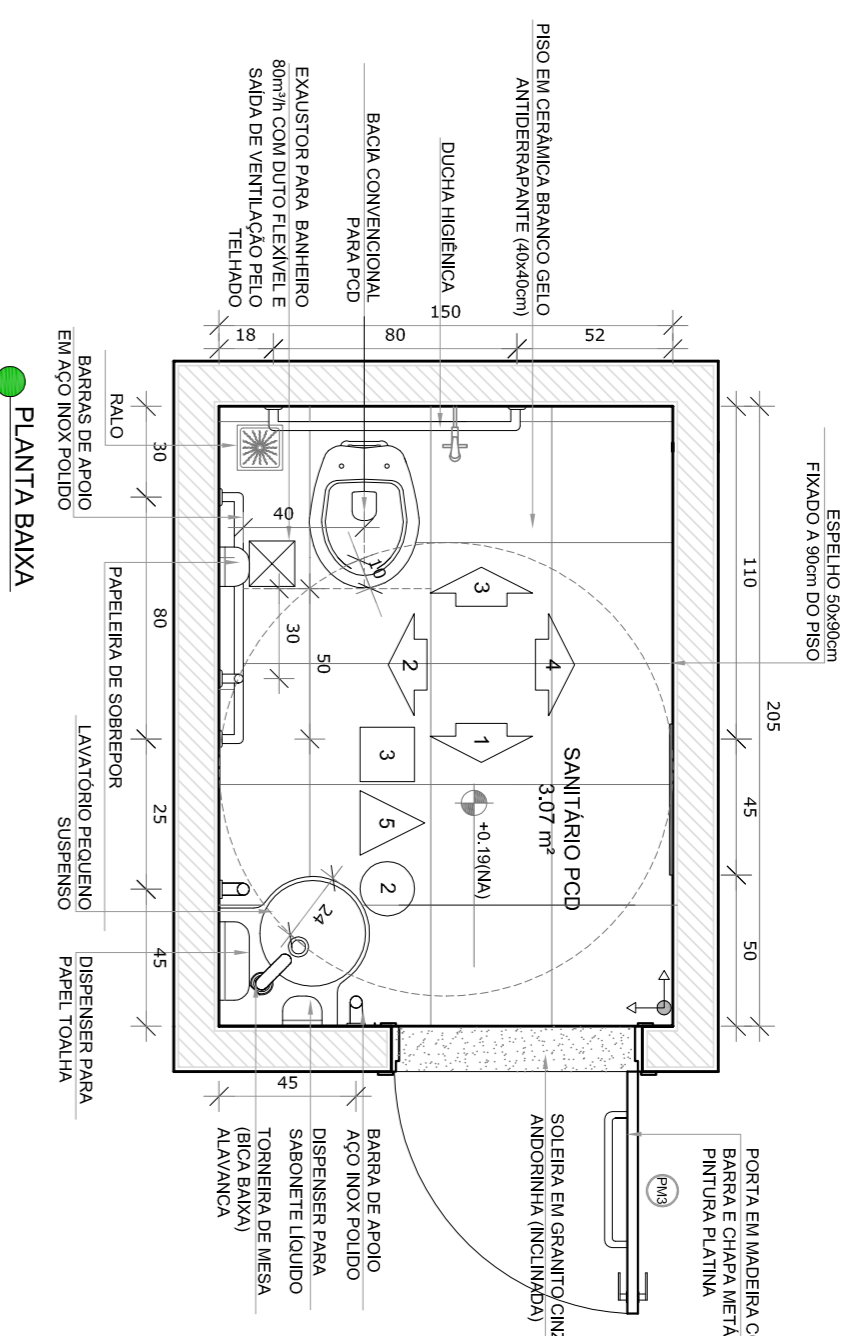 PISO EM CERÂMICA BRANCO GELO
ANTIDERRAPANTE (40x40cm)
DUCHA HIGIÊNICA
BACIA CONVENCIONAL
PARA PCD
EXAUSTOR PARA BANHEIRO
80m³/h COM DUTO FLEXÍVEL E
SAÍDA DE VENTILAÇÃO PELO
TELHADO
ESPELHO 50x90cm
FIXADO A 90cm DO PISO
150
18
80
52
205
110
45
50
30
80
25
45
40
10
30
50
24
45
3
4
2
1
3
5
2
SANITÁRIO PCD
3.07 m²
+0.19(NA)
RALO
BARRAS DE APOIO
EM AÇO INOX POLIDO
PAPELEIRA DE SOBREPOR
LAVATÓRIO PEQUENO
SUSPENSO
DISPENSER PARA
PAPEL TOALHA
BARRA DE APOIO
AÇO INOX POLIDO
DISPENSER PARA
SABONETE LÍQUIDO
TORNEIRA DE MESA
(BICA BAIXA)
ALAVANCA
SOLEIRA EM GRANITO CINZ
ANDORINHA (INCLINADA)
PORTA EM MADEIRA C
BARRA E CHAPA METÁ
PINTURA PLATINA
PM3
PLANTA BAIXA